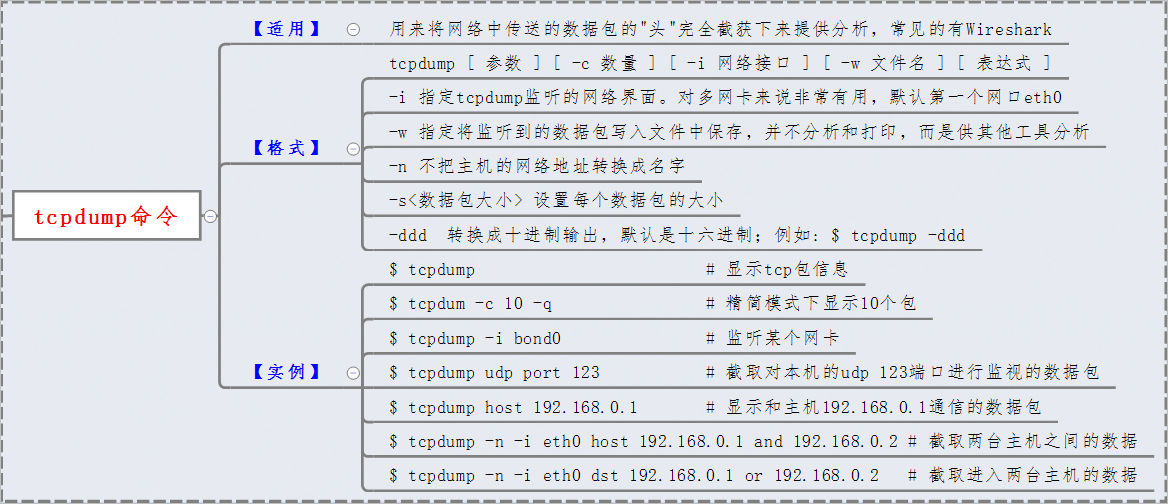 tcpdump命令
【适用】
用来将网络中传送的数据包的"头"完全截获下来提供分析，常见的有Wireshark
【格式】
tcpdump [ 参数 ] [ -c 数量 ] [ -i 网络接口 ] [ -w 文件名 ] [ 表达式 ]
-i 指定tcpdump监听的网络界面。对多网卡来说非常有用，默认第一个网口eth0
-w 指定将监听到的数据包写入文件中保存，并不分析和打印，而是供其他工具分析
-n 不把主机的网络地址转换成名字
-s<数据包大小> 设置每个数据包的大小
-ddd 转换成十进制输出，默认是十六进制；例如: $ tcpdump -ddd
【实例】
$ tcpdump # 显示tcp包信息
$ tcpdum -c 10 -q # 精简模式下显示10个包
$ tcpdump -i bond0 # 监听某个网卡
$ tcpdump udp port 123 # 截取对本机的udp 123端口进行监视的数据包
$ tcpdump host 192.168.0.1 # 显示和主机192.168.0.1通信的数据包
$ tcpdump -n -i eth0 host 192.168.0.1 and 192.168.0.2 # 截取两台主机之间的数据
$ tcpdump -n -i eth0 dst 192.168.0.1 or 192.168.0.2 # 截取进入两台主机的数据